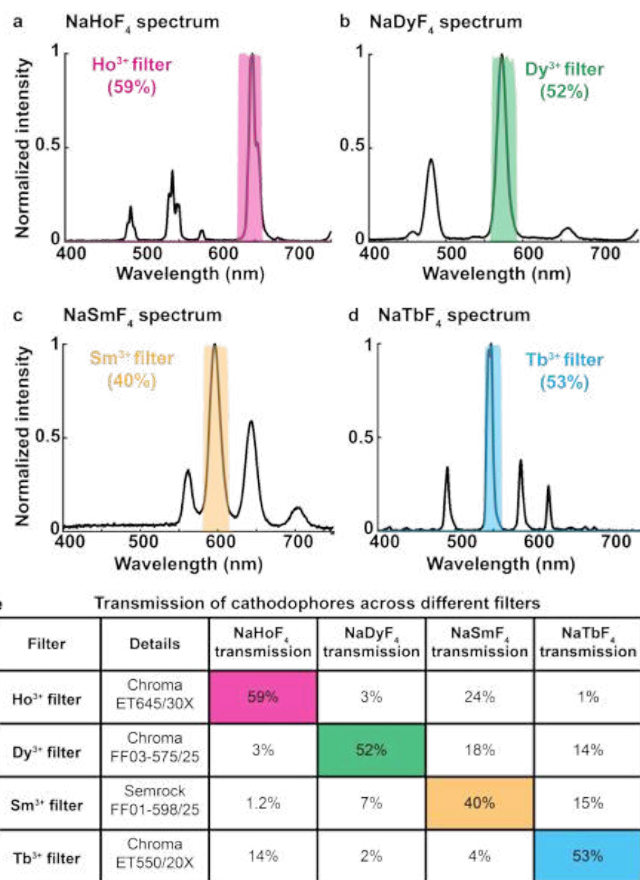 a NaHoF₄ spectrum
Ho³⁺ filter
(59%)
Normalized intensity
1
0.5
0
400 500 600 700
Wavelength (nm)
b NaDyF₄ spectrum
Dy³⁺ filter
(52%)
1
0.5
0
400 500 600 700
Wavelength (nm)
c NaSmF₄ spectrum
Sm³⁺ filter
(40%)
Normalized intensity
1
0.5
0
400 500 600 700
Wavelength (nm)
d NaTbF₄ spectrum
Tb³⁺ filter
(53%)
1
0.5
0
400 500 600 700
Wavelength (nm)
e Transmission of cathodophores across different filters
Filter Details NaHoF₄ transmission NaDyF₄ transmission NaSmF₄ transmission NaTbF₄ transmission
Ho³⁺ filter Chroma ET645/30X 59% 3% 24% 1%
Dy³⁺ filter Chroma FF03-575/25 3% 52% 18% 14%
Sm³⁺ filter Semrock FF01-598/25 1.2% 7% 40% 15%
Tb³⁺ filter Chroma ET550/20X 14% 2% 4% 53%